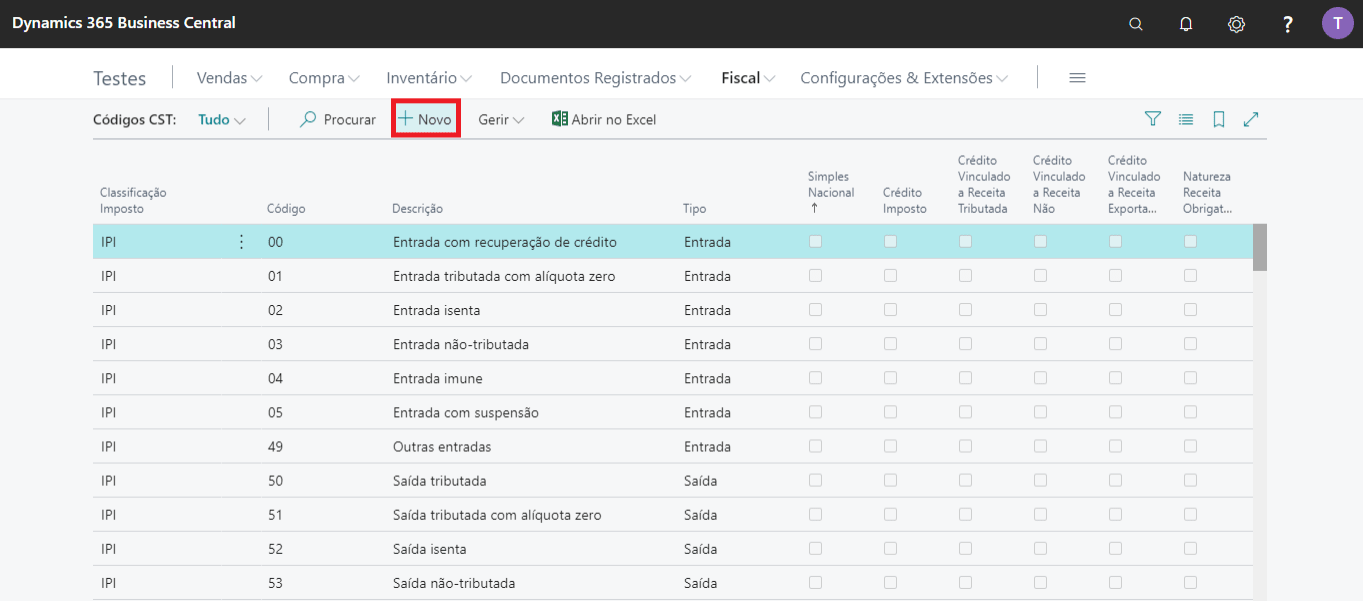 Dynamics 365 Business Central
? T
Testes Vendas Compra Inventário Documentos Registrados Fiscal Configurações & Extensões
Códigos CST: Tudo Procurar + Novo Gerir Abrir no Excel
Classificação Imposto Código Descrição Tipo Simples Nacional ↑ Crédito Imposto Crédito Vinculado a Receita Tributada Crédito Vinculado a Receita Não Crédito Vinculado a Receita Exporta... Natureza Receita Obrigat...
IPI 00 Entrada com recuperação de crédito Entrada
IPI 01 Entrada tributada com alíquota zero Entrada
IPI 02 Entrada isenta Entrada
IPI 03 Entrada não-tributada Entrada
IPI 04 Entrada imune Entrada
IPI 05 Entrada com suspensão Entrada
IPI 49 Outras entradas Entrada
IPI 50 Saída tributada Saída
IPI 51 Saída tributada com alíquota zero Saída
IPI 52 Saída isenta Saída
IPI 53 Saída não-tributada Saída